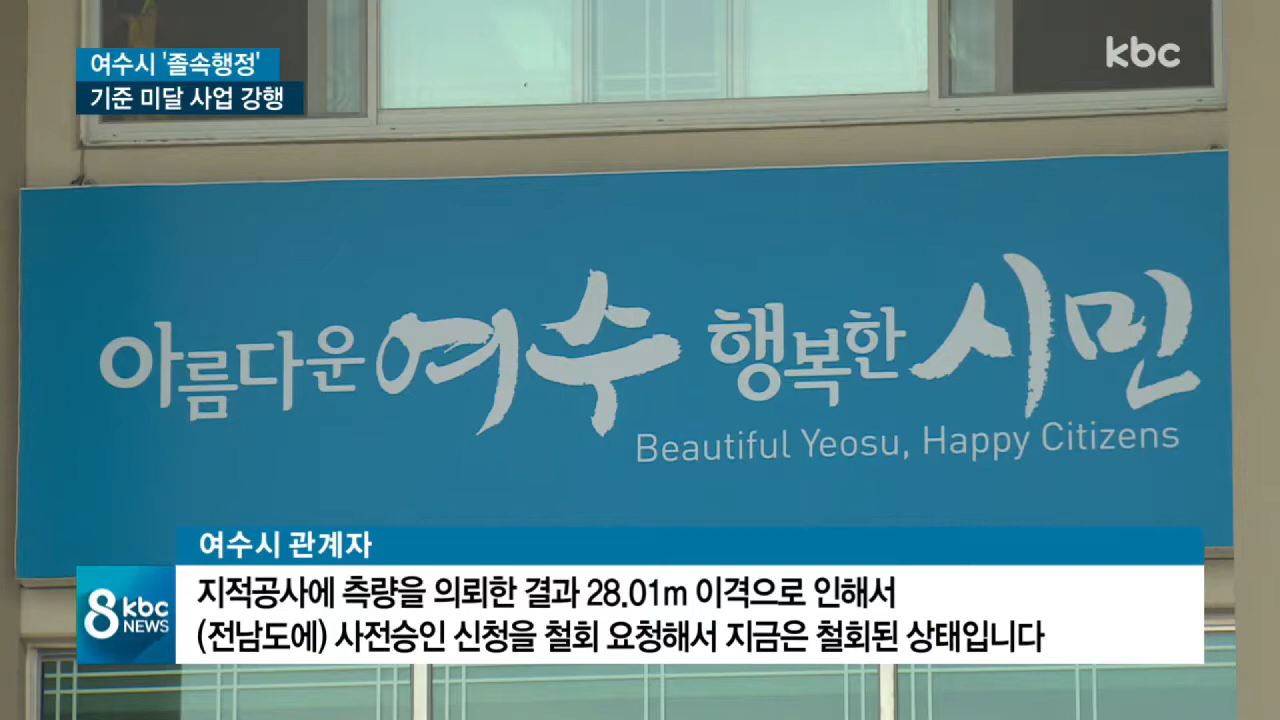 여수시 '졸속행정'
기준 미달 사업 강행
kbc
아름다운 여수 행복한 시민
Beautiful Yeosu, Happy Citizens
여수시 관계자
8 kbc NEWS
지적공사에 측량을 의뢰한 결과 28.01m 이격으로 인해서
(전남도에) 사전승인 신청을 철회 요청해서 지금은 철회된 상태입니다